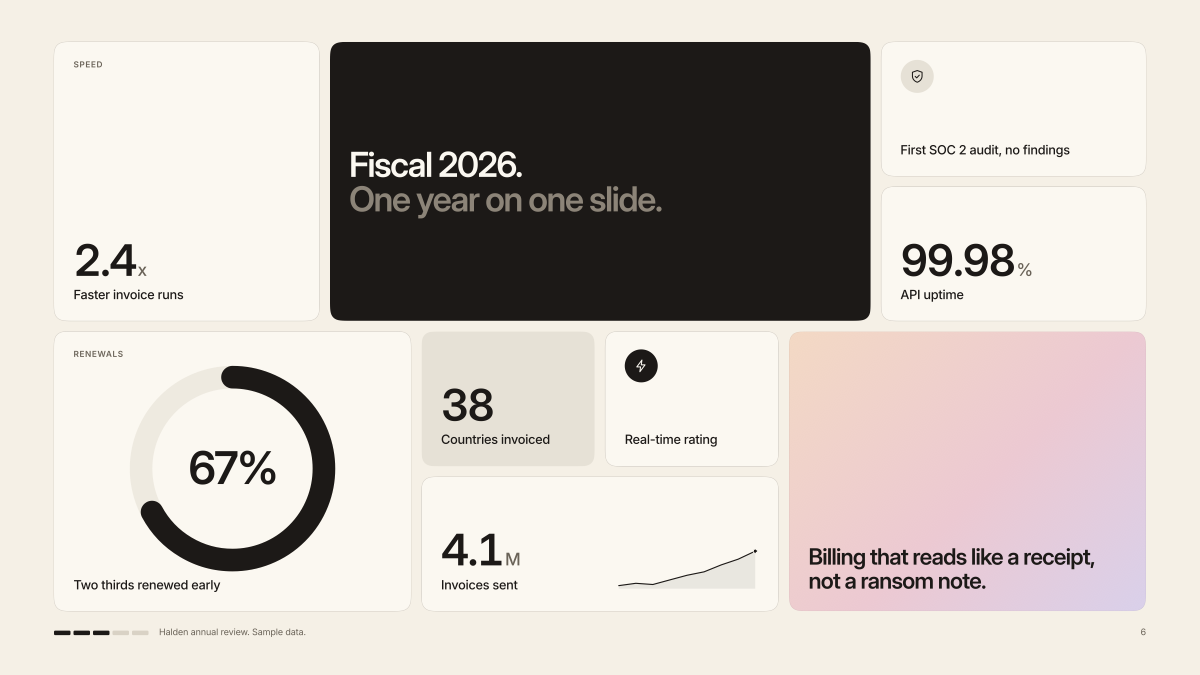 SPEED
2.4x
Faster invoice runs
Fiscal 2026.
One year on one slide.
First SOC 2 audit, no findings
99.98%
API uptime
RENEWALS
67%
Two thirds renewed early
38
Countries invoiced
Real-time rating
4.1M
Invoices sent
Billing that reads like a receipt,
not a ransom note.
Halden annual review. Sample data.
6